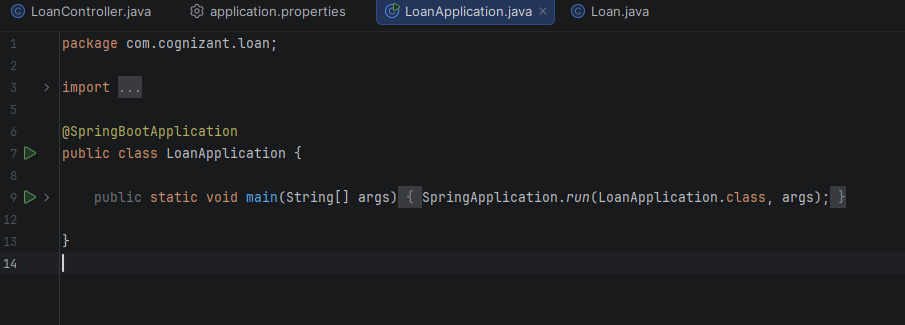 LoanController.java application.properties LoanApplication.java Loan.java
1 package com.cognizant.loan;
2
3 import ...
5
6 @SpringBootApplication
7 public class LoanApplication {
8
9 public static void main(String[] args) { SpringApplication.run(LoanApplication.class, args); }
12
13 }
14